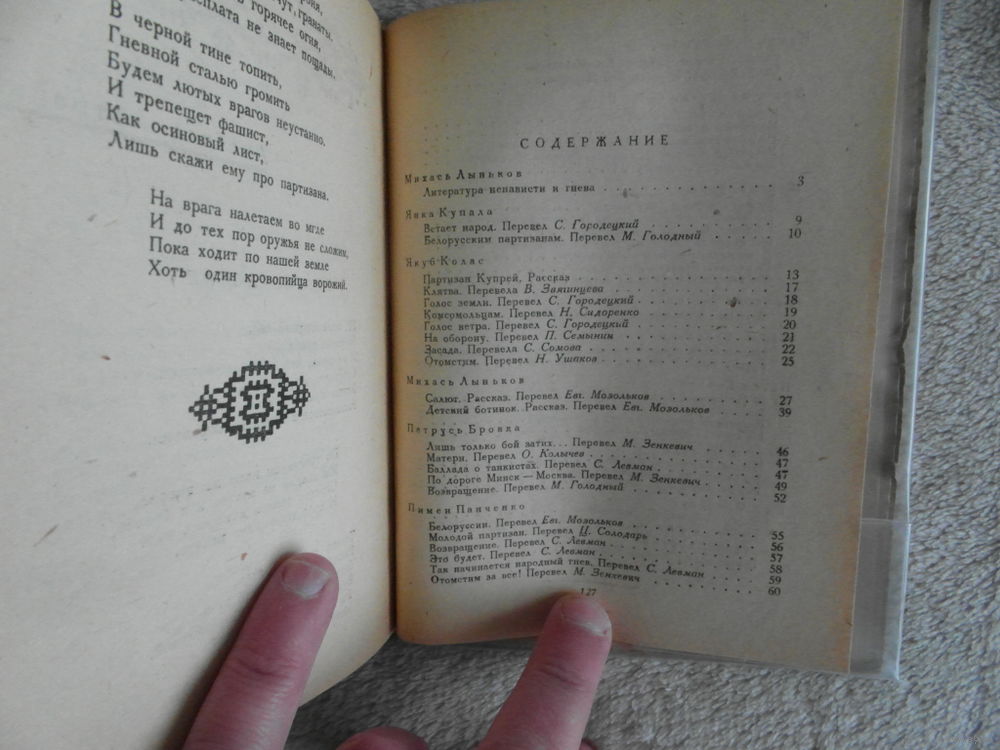 горячее огня,
не знает пощады.
В черной тине топить,
Гневной сталью громить
Будем лютых врагов неустанно.
И трепещет фашист,
Как осиновый лист,
Лишь скажи ему про партизана.
На врага налетаем во мгле
И до тех пор оружья не сложим,
Пока ходит по нашей земле
Хоть один кровопийца ворожий.
СОДЕРЖАНИЕ
Михась Лыньков
Литература ненависти и гнева . . . . . . . . . . 3
Янка Купала
Встает народ. Перевел С. Городецкий . . . . . . . . 9
Белорусским партизанам. Перевел М. Голодный . . . . . 10
Якуб Колас
Партизан Купрей, Рассказ . . . . . . . . . . 13
Клятва. Перевела В. Звягинцева . . . . . . . . . 17
Голос земли. Перевел С. Городецкий . . . . . . . . 18
Комсомольцам. Перевел Н. Сидоренко . . . . . . . . 19
Голос ветра. Перевел С. Городецкий . . . . . . . . 20
На оборону. Перевел П. Семынин . . . . . . . . . 21
Засада. Перевела С. Сомова . . . . . . . . . . 22
Отомстим. Перевел Н. Ушаков . . . . . . . . . . 25
Михась Лыньков
Салют. Рассказ. Перевел Евг. Мозольков . . . . . . . 27
Детский ботинок. Рассказ. Перевел Евг. Мозольков . . . . 39
Петрусь Бровка
Лишь только бой затих... Перевел М. Зенкевич . . . . . 46
Матери. Перевел О. Колычев . . . . . . . . . . 47
Баллада о танкистах. Перевел С. Левман . . . . . . . 47
По дороге Минск — Москва. Перевел М. Зенкевич . . . . . 49
Возвращение. Перевел М. Голодный . . . . . . . . 52
Пимен Панченко
Белоруссии. Перевел Евг. Мозольков . . . . . . . . 55
Молодой партизан. Перевел Ц. Солодарь . . . . . . . 56
Возвращение. Перевел С. Левман . . . . . . . . . 57
Это будет. Перевел С. Левман . . . . . . . . . . 58
Так начинается народный гнев. Перевел С. Левман . . . . 59
Отомстим за все! Перевел М. Зенкевич . . . . . . . 60
127